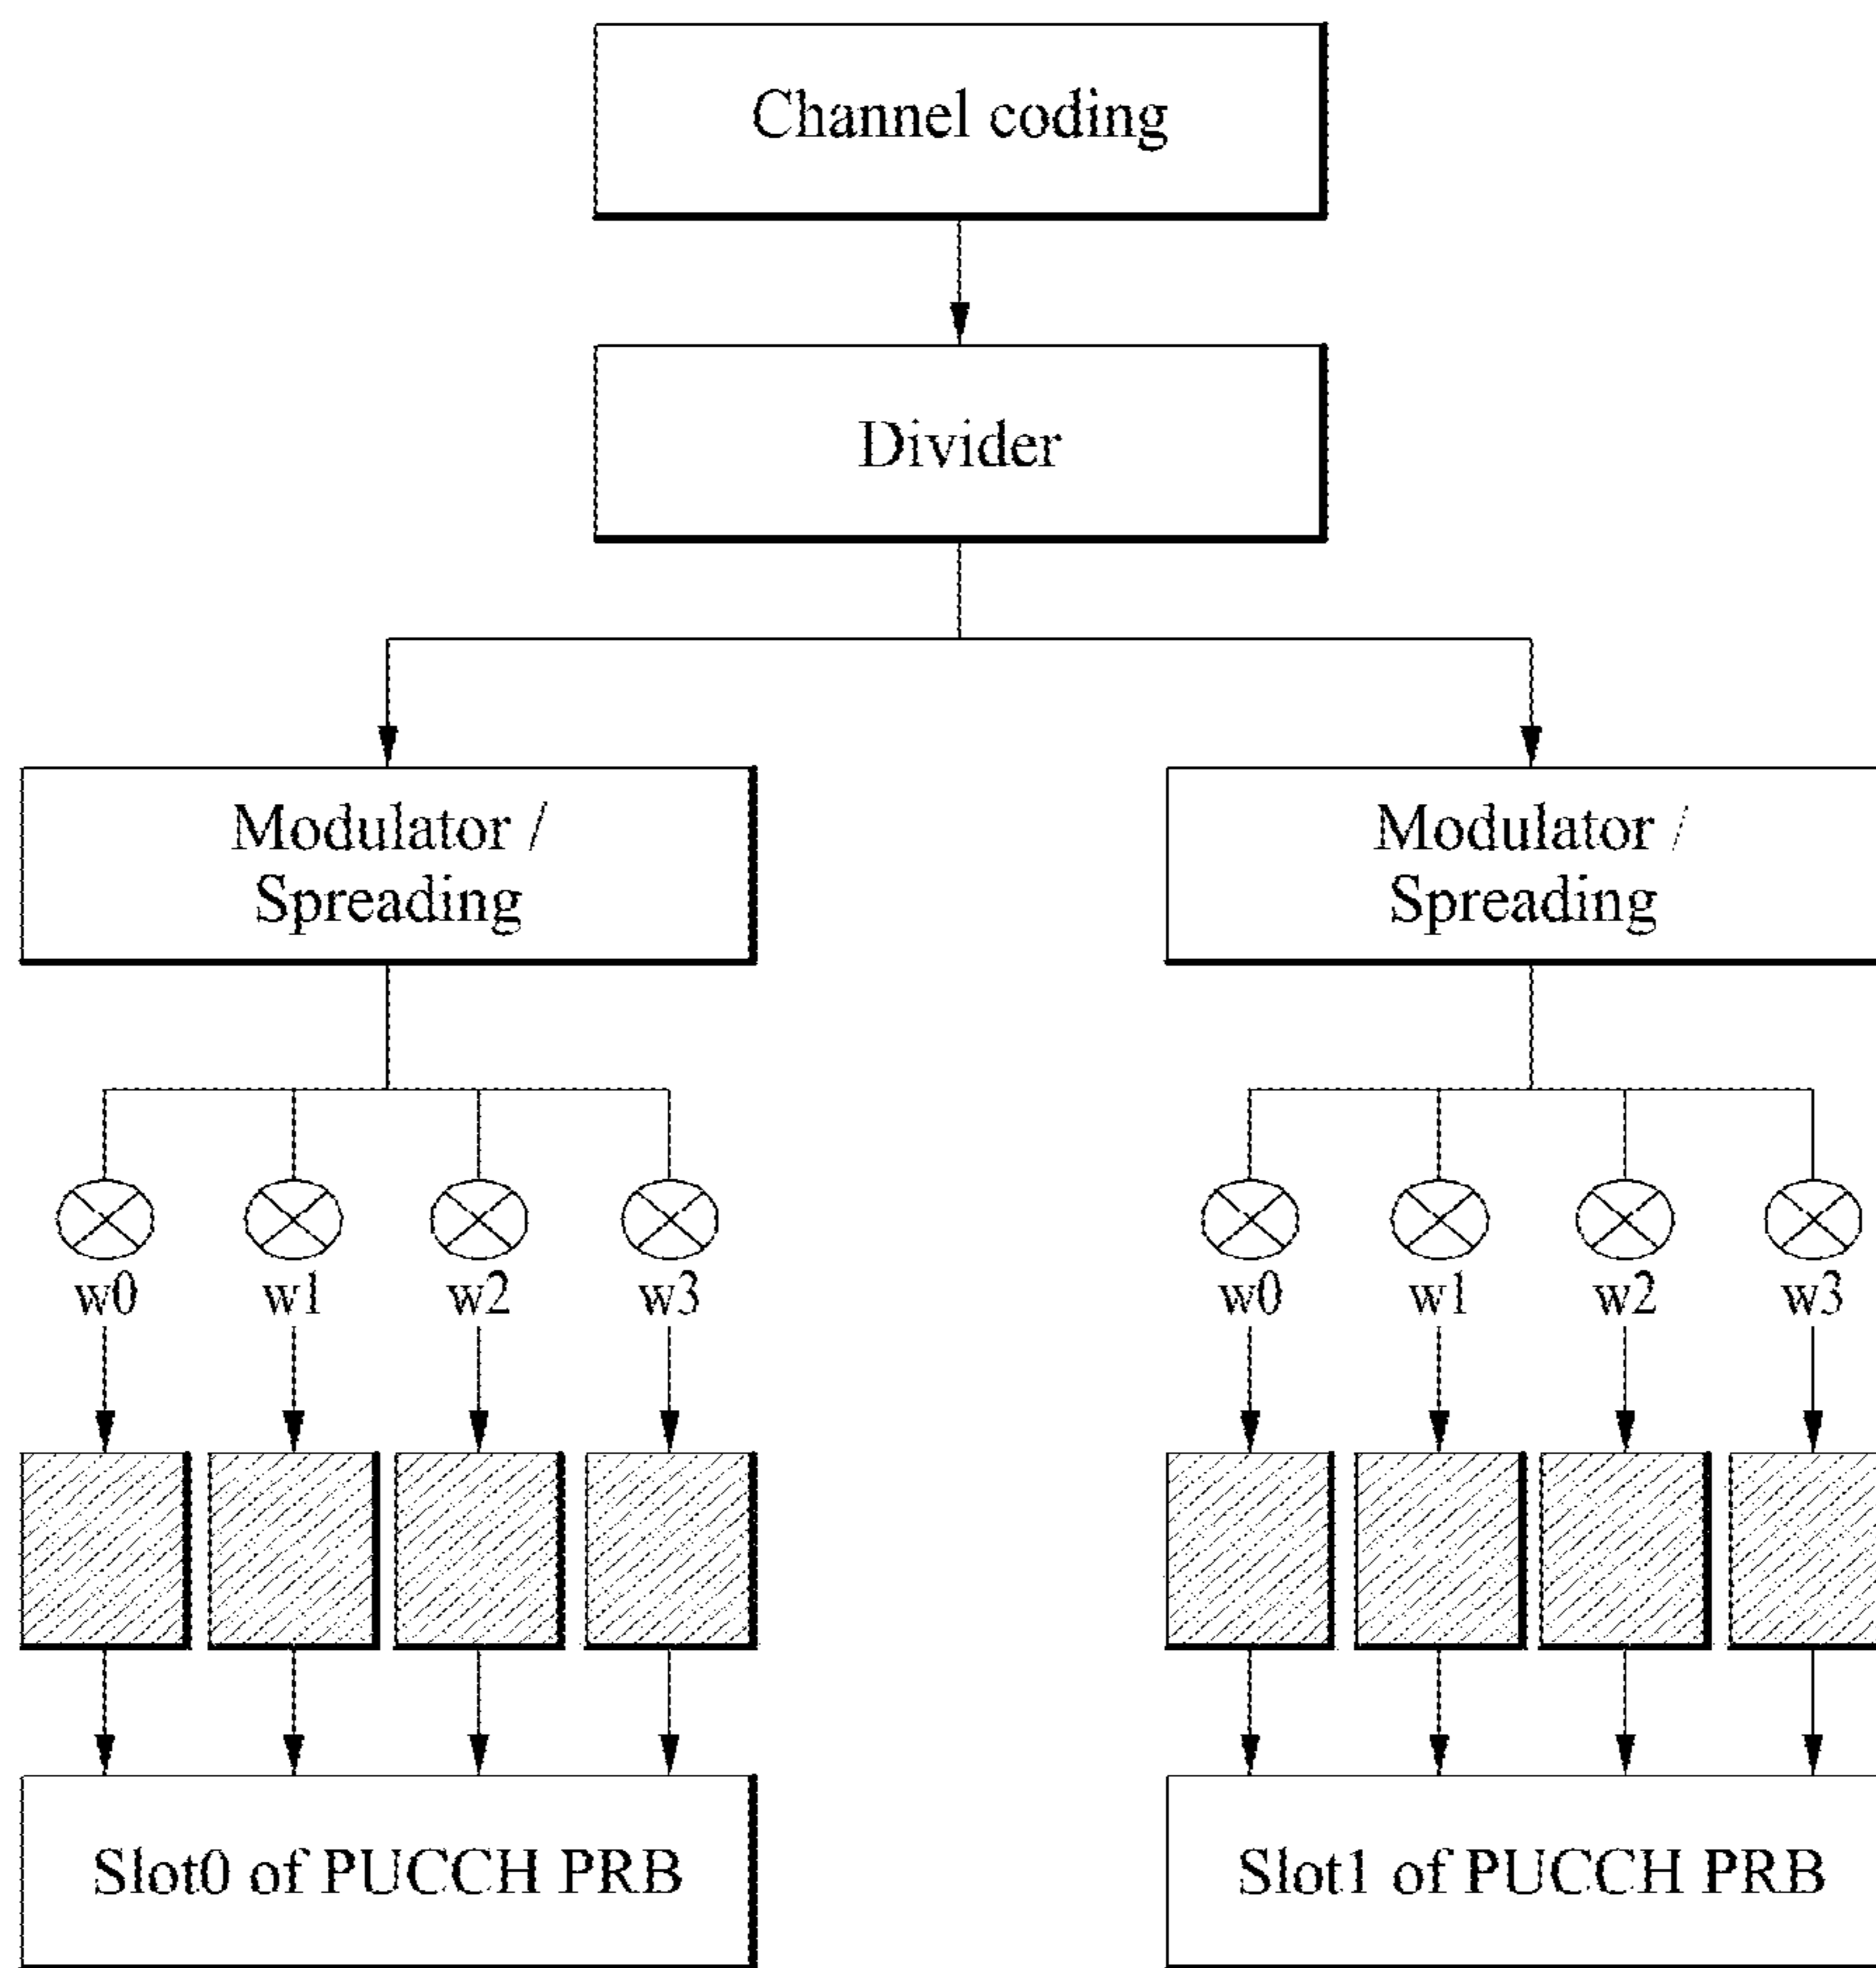 Channel coding
Divider
Modulator /
Spreading
Modulator /
Spreading
w0 w1 w2 w3
w0 w1 w2 w3
Slot0 of PUCCH PRB
Slot1 of PUCCH PRB